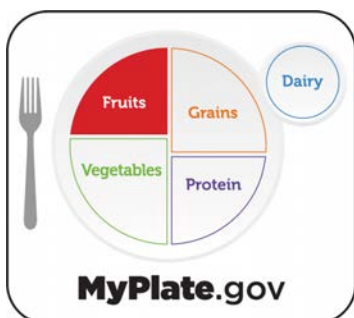 Fruits
Grains
Dairy
Vegetables
Protein
MyPlate.gov